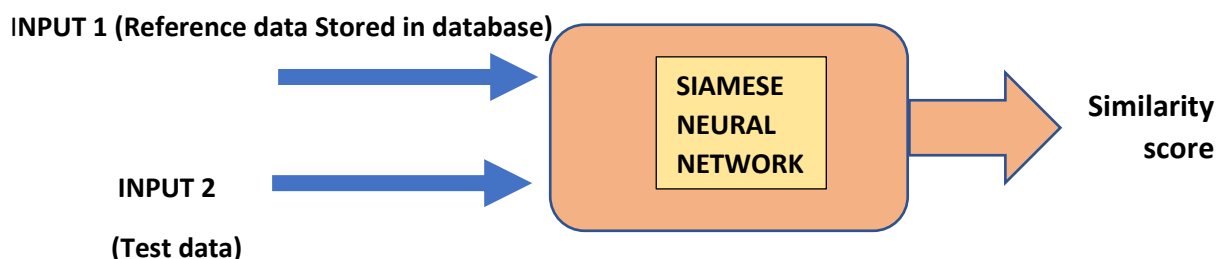 INPUT 1 (Reference data Stored in database)
SIAMESE
NEURAL
NETWORK
Similarity
score
INPUT 2
(Test data)